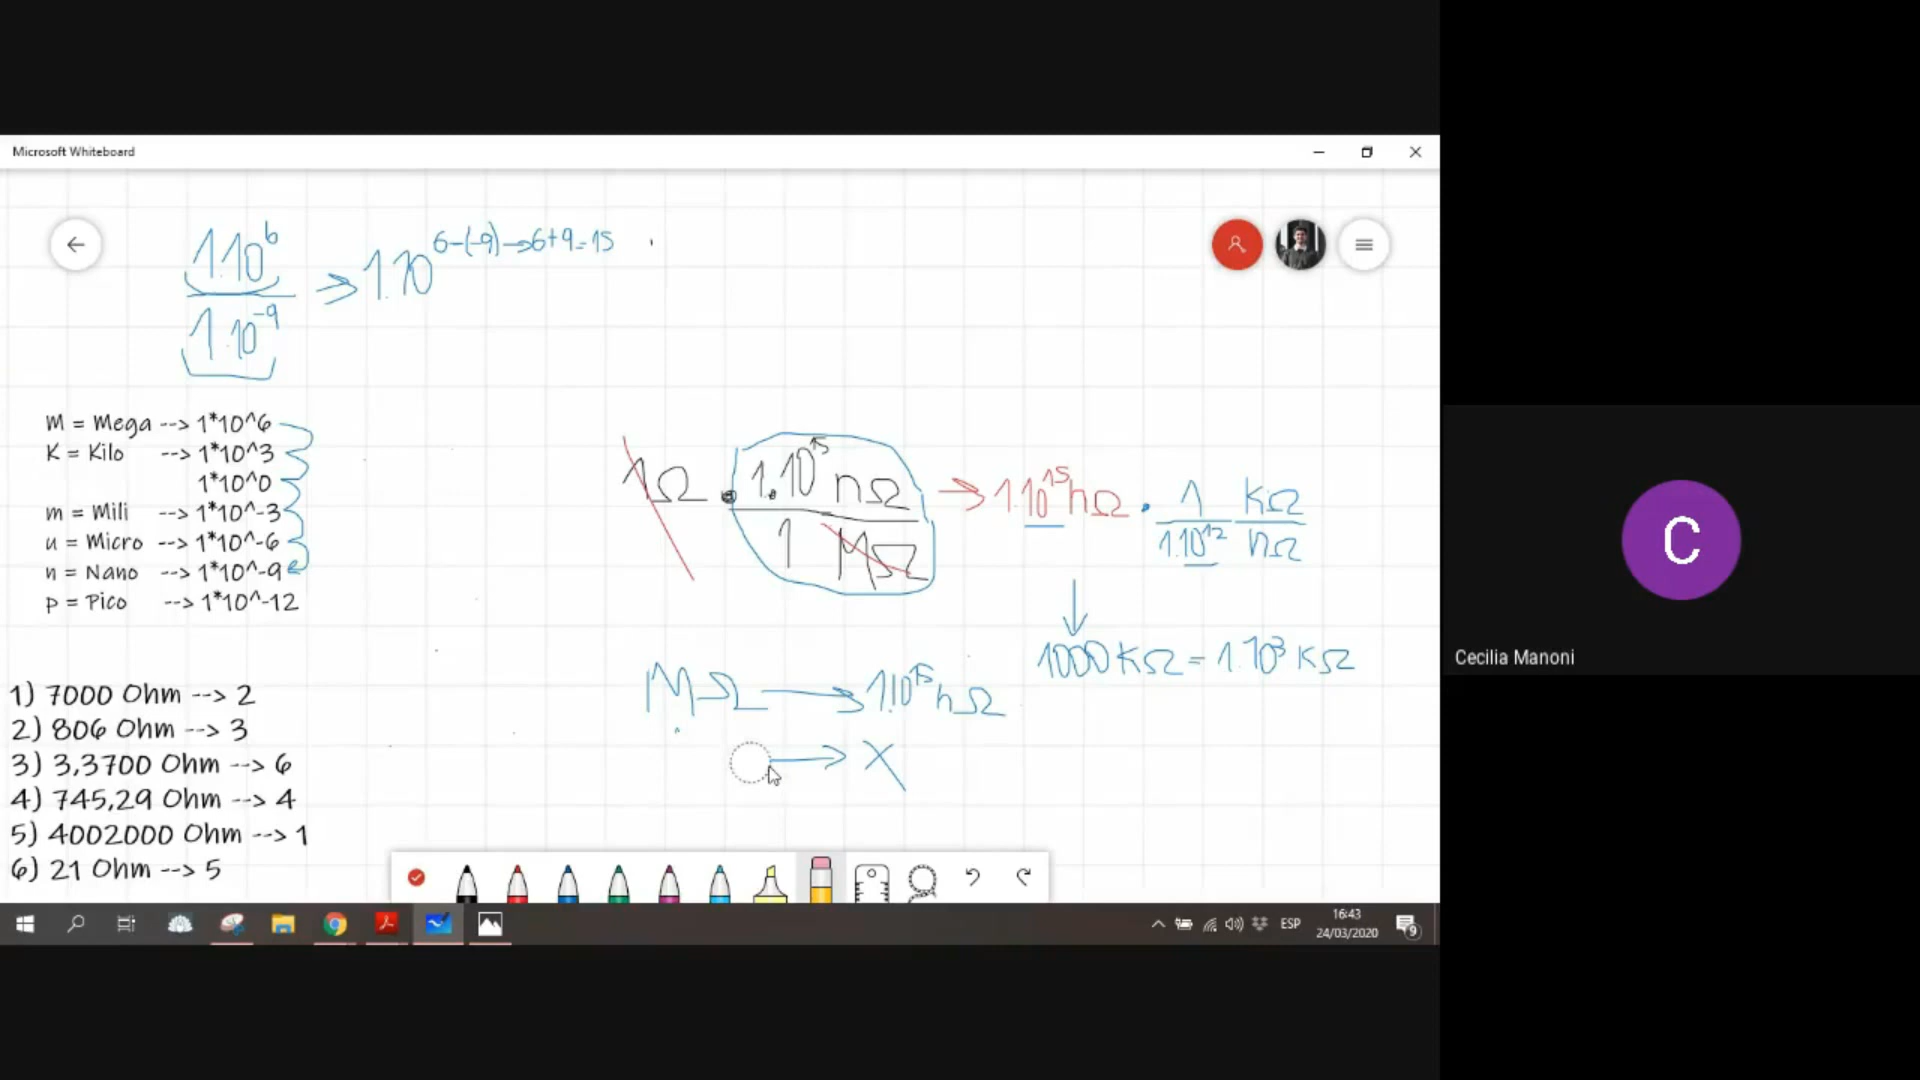 Microsoft Whiteboard
1.10^6 / 1.10^-9 => 1.10^6-(-9)->6+9=15
M = Mega --> 1*10^6
K = Kilo --> 1*10^3
1*10^0
m = Mili --> 1*10^-3
u = Micro --> 1*10^-6
n = Nano --> 1*10^-9
p = Pico --> 1*10^-12
1Ω . 1.10^15 nΩ / 1 MΩ -> 1.10^15 nΩ . 1 / 1.10^12 KΩ / nΩ
1000 KΩ = 1.10^3 KΩ
MΩ -> 1.10^15 nΩ
-> X
1) 7000 Ohm --> 2
2) 806 Ohm --> 3
3) 3,3700 Ohm --> 6
4) 745,29 Ohm --> 4
5) 4002000 Ohm --> 1
6) 21 Ohm --> 5
C
Cecilia Manoni
ESP
16:43
24/03/2020
9